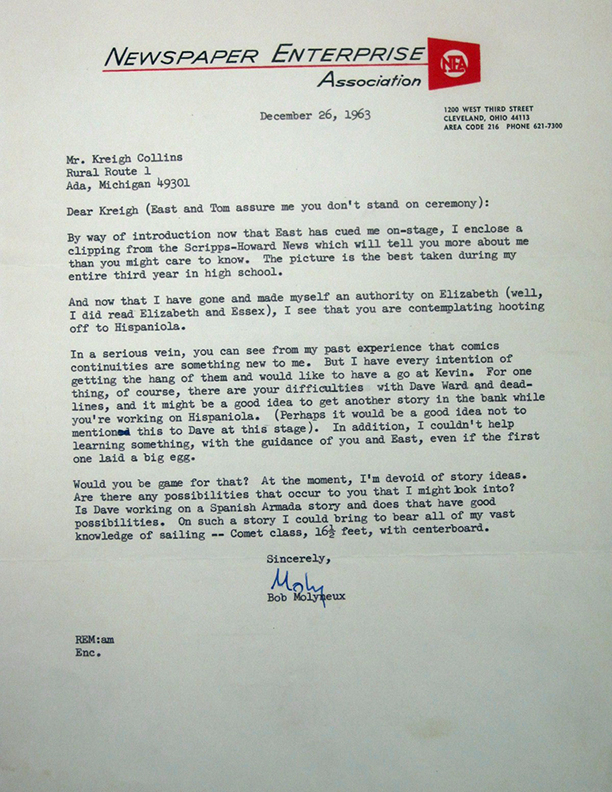 NEWSPAPER ENTERPRISE
Association
NEA
December 26, 1963
1200 WEST THIRD STREET
CLEVELAND, OHIO 44113
AREA CODE 216 PHONE 621-7300
Mr. Kreigh Collins
Rural Route 1
Ada, Michigan 49301
Dear Kreigh (East and Tom assure me you don't stand on ceremony):
By way of introduction now that East has cued me on-stage, I enclose a
clipping from the Scripps-Howard News which will tell you more about me
than you might care to know. The picture is the best taken during my
entire third year in high school.
And now that I have gone and made myself an authority on Elizabeth (well,
I did read Elizabeth and Essex), I see that you are contemplating hooting
off to Hispaniola.
In a serious vein, you can see from my past experience that comics
continuities are something new to me. But I have every intention of
getting the hang of them and would like to have a go at Kevin. For one
thing, of course, there are your difficulties with Dave Ward and dead-
lines, and it might be a good idea to get another story in the bank while
you're working on Hispaniola. (Perhaps it would be a good idea not to
mentioned this to Dave at this stage). In addition, I couldn't help
learning something, with the guidance of you and East, even if the first
one laid a big egg.
Would you be game for that? At the moment, I'm devoid of story ideas.
Are there any possibilities that occur to you that I might look into?
Is Dave working on a Spanish Armada story and does that have good
possibilities. On such a story I could bring to bear all of my vast
knowledge of sailing -- Comet class, 16½ feet, with centerboard.
Sincerely,
Moly
Bob Molyneux
REM:am
Enc.